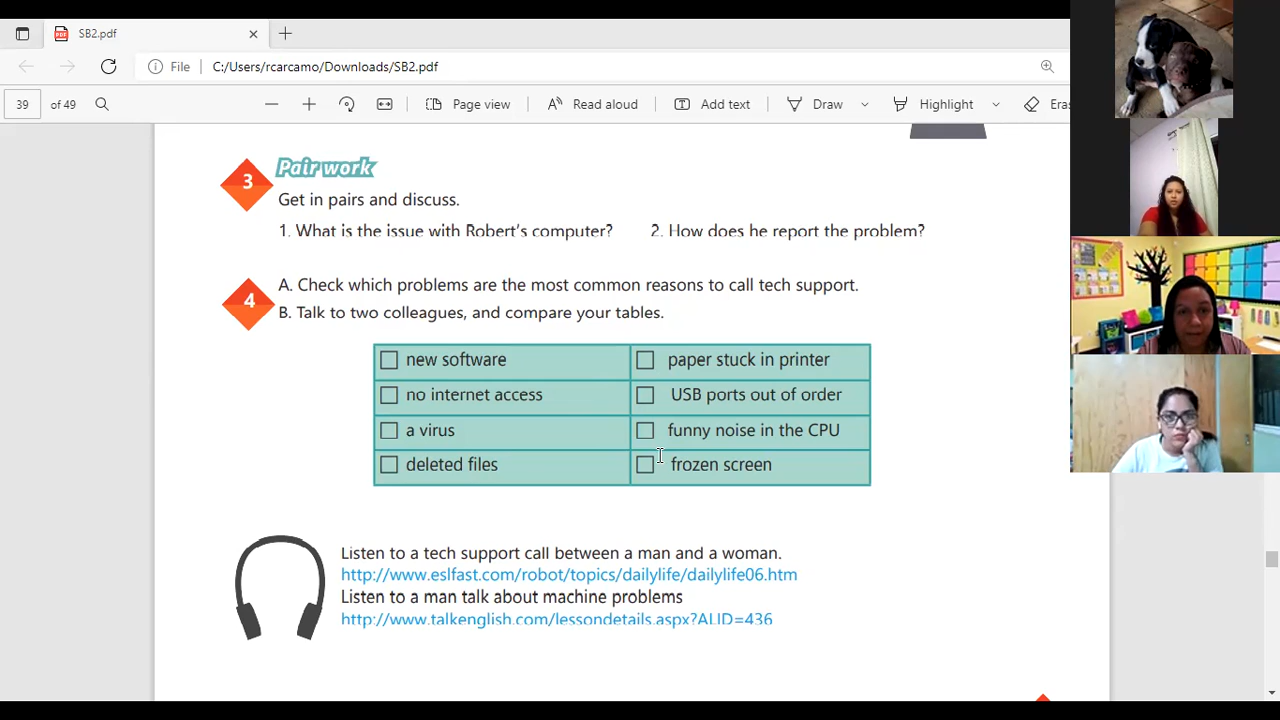 SB2.pdf
File C:/Users/rcarcamo/Downloads/SB2.pdf
39 of 49 Page view Read aloud Add text Draw Highlight Eras
3 Pair work
Get in pairs and discuss.
1. What is the issue with Robert's computer? 2. How does he report the problem?
4 A. Check which problems are the most common reasons to call tech support.
B. Talk to two colleagues, and compare your tables.
new software paper stuck in printer
no internet access USB ports out of order
a virus funny noise in the CPU
deleted files frozen screen
Listen to a tech support call between a man and a woman.
http://www.eslfast.com/robot/topics/dailylife/dailylife06.htm
Listen to a man talk about machine problems
http://www.talkenglish.com/lessondetails.aspx?ALID=436